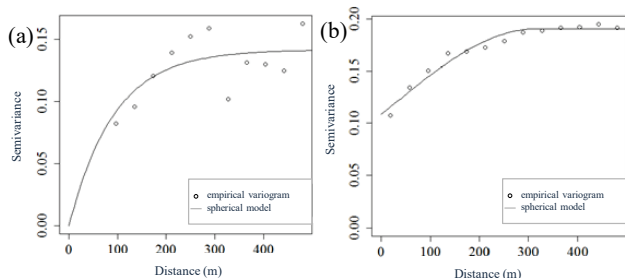 (a)
Semivariance
0.15
0.10
0.05
0.00
empirical variogram
spherical model
0 100 200 300 400
Distance (m)
(b)
Semivariance
0.20
0.15
0.10
0.05
0.00
empirical variogram
spherical model
0 100 200 300 400
Distance (m)